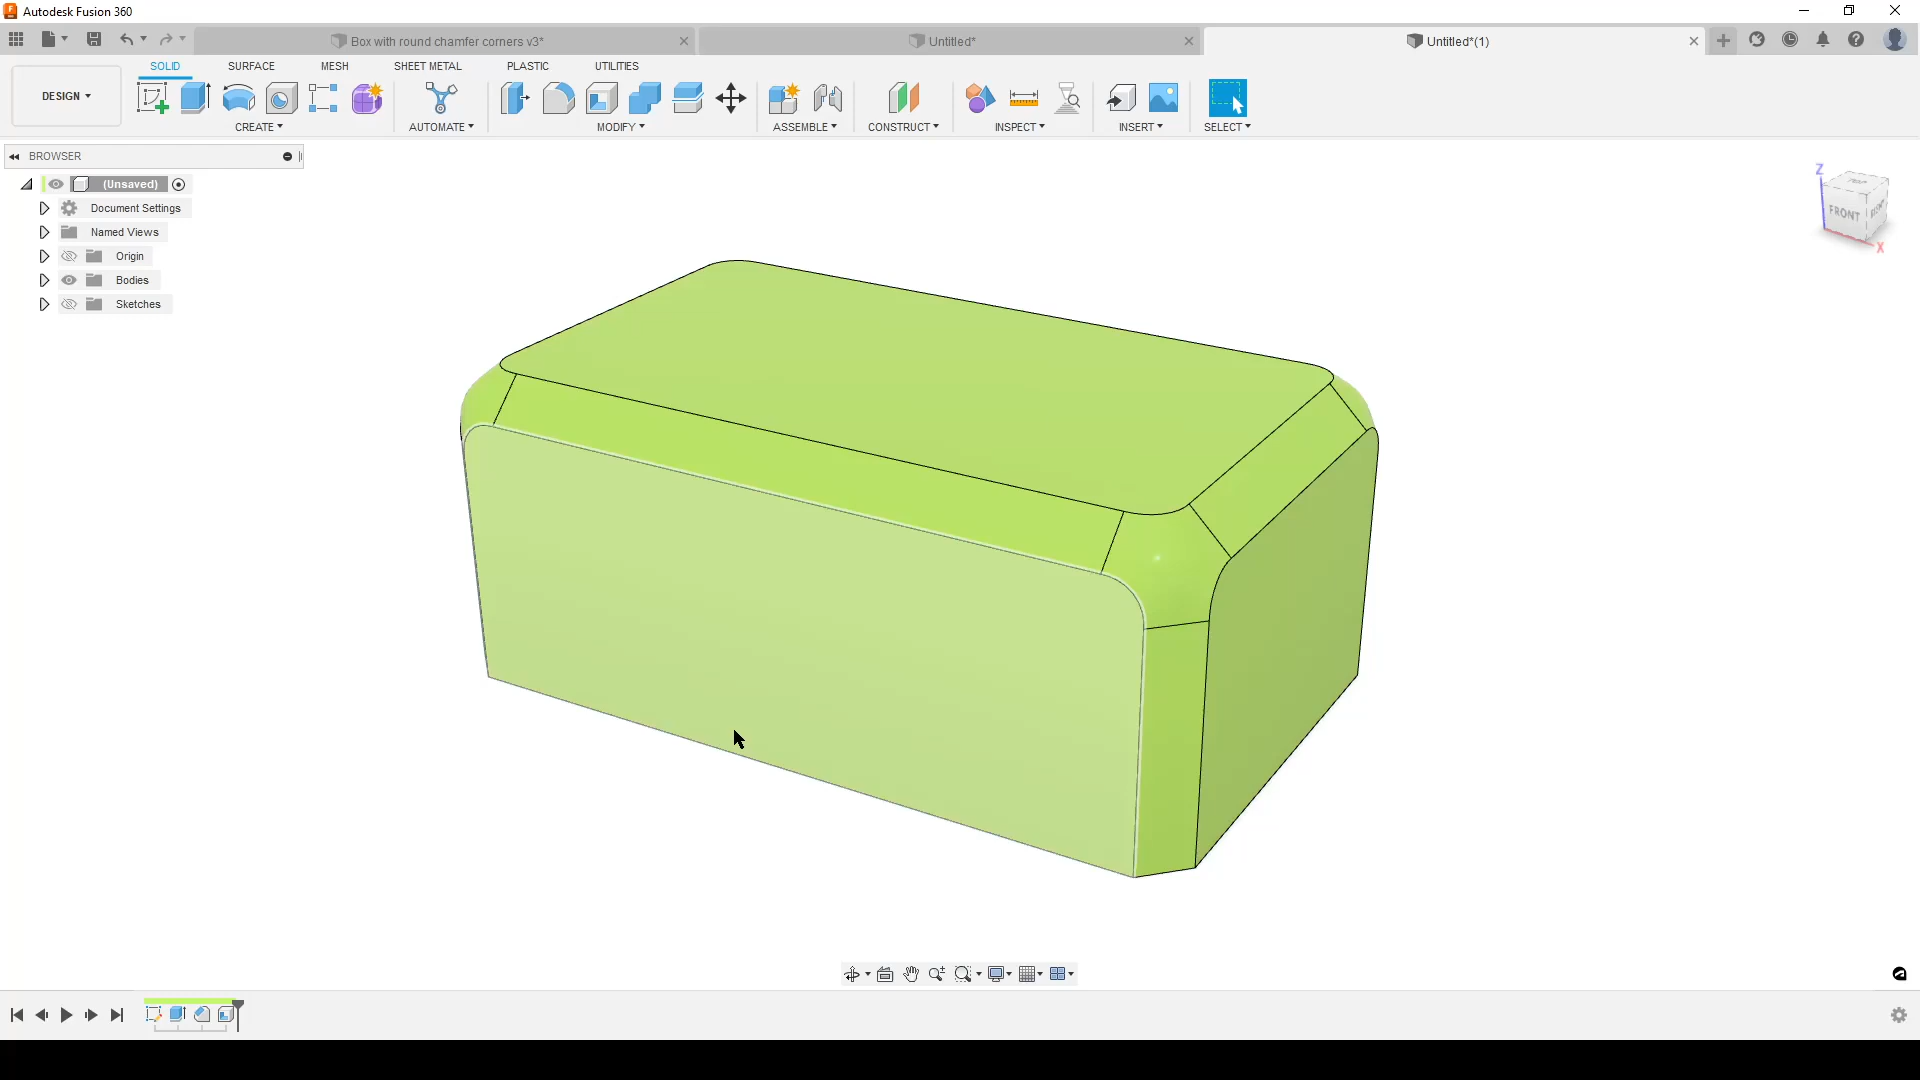 Autodesk Fusion 360
Box with round chamfer corners v3*
Untitled*
Untitled*(1)
DESIGN
SOLID
SURFACE
MESH
SHEET METAL
PLASTIC
UTILITIES
CREATE
AUTOMATE
MODIFY
ASSEMBLE
CONSTRUCT
INSPECT
INSERT
SELECT
BROWSER
(Unsaved)
Document Settings
Named Views
Origin
Bodies
Sketches
Z
TOP
FRONT
RIGHT
X